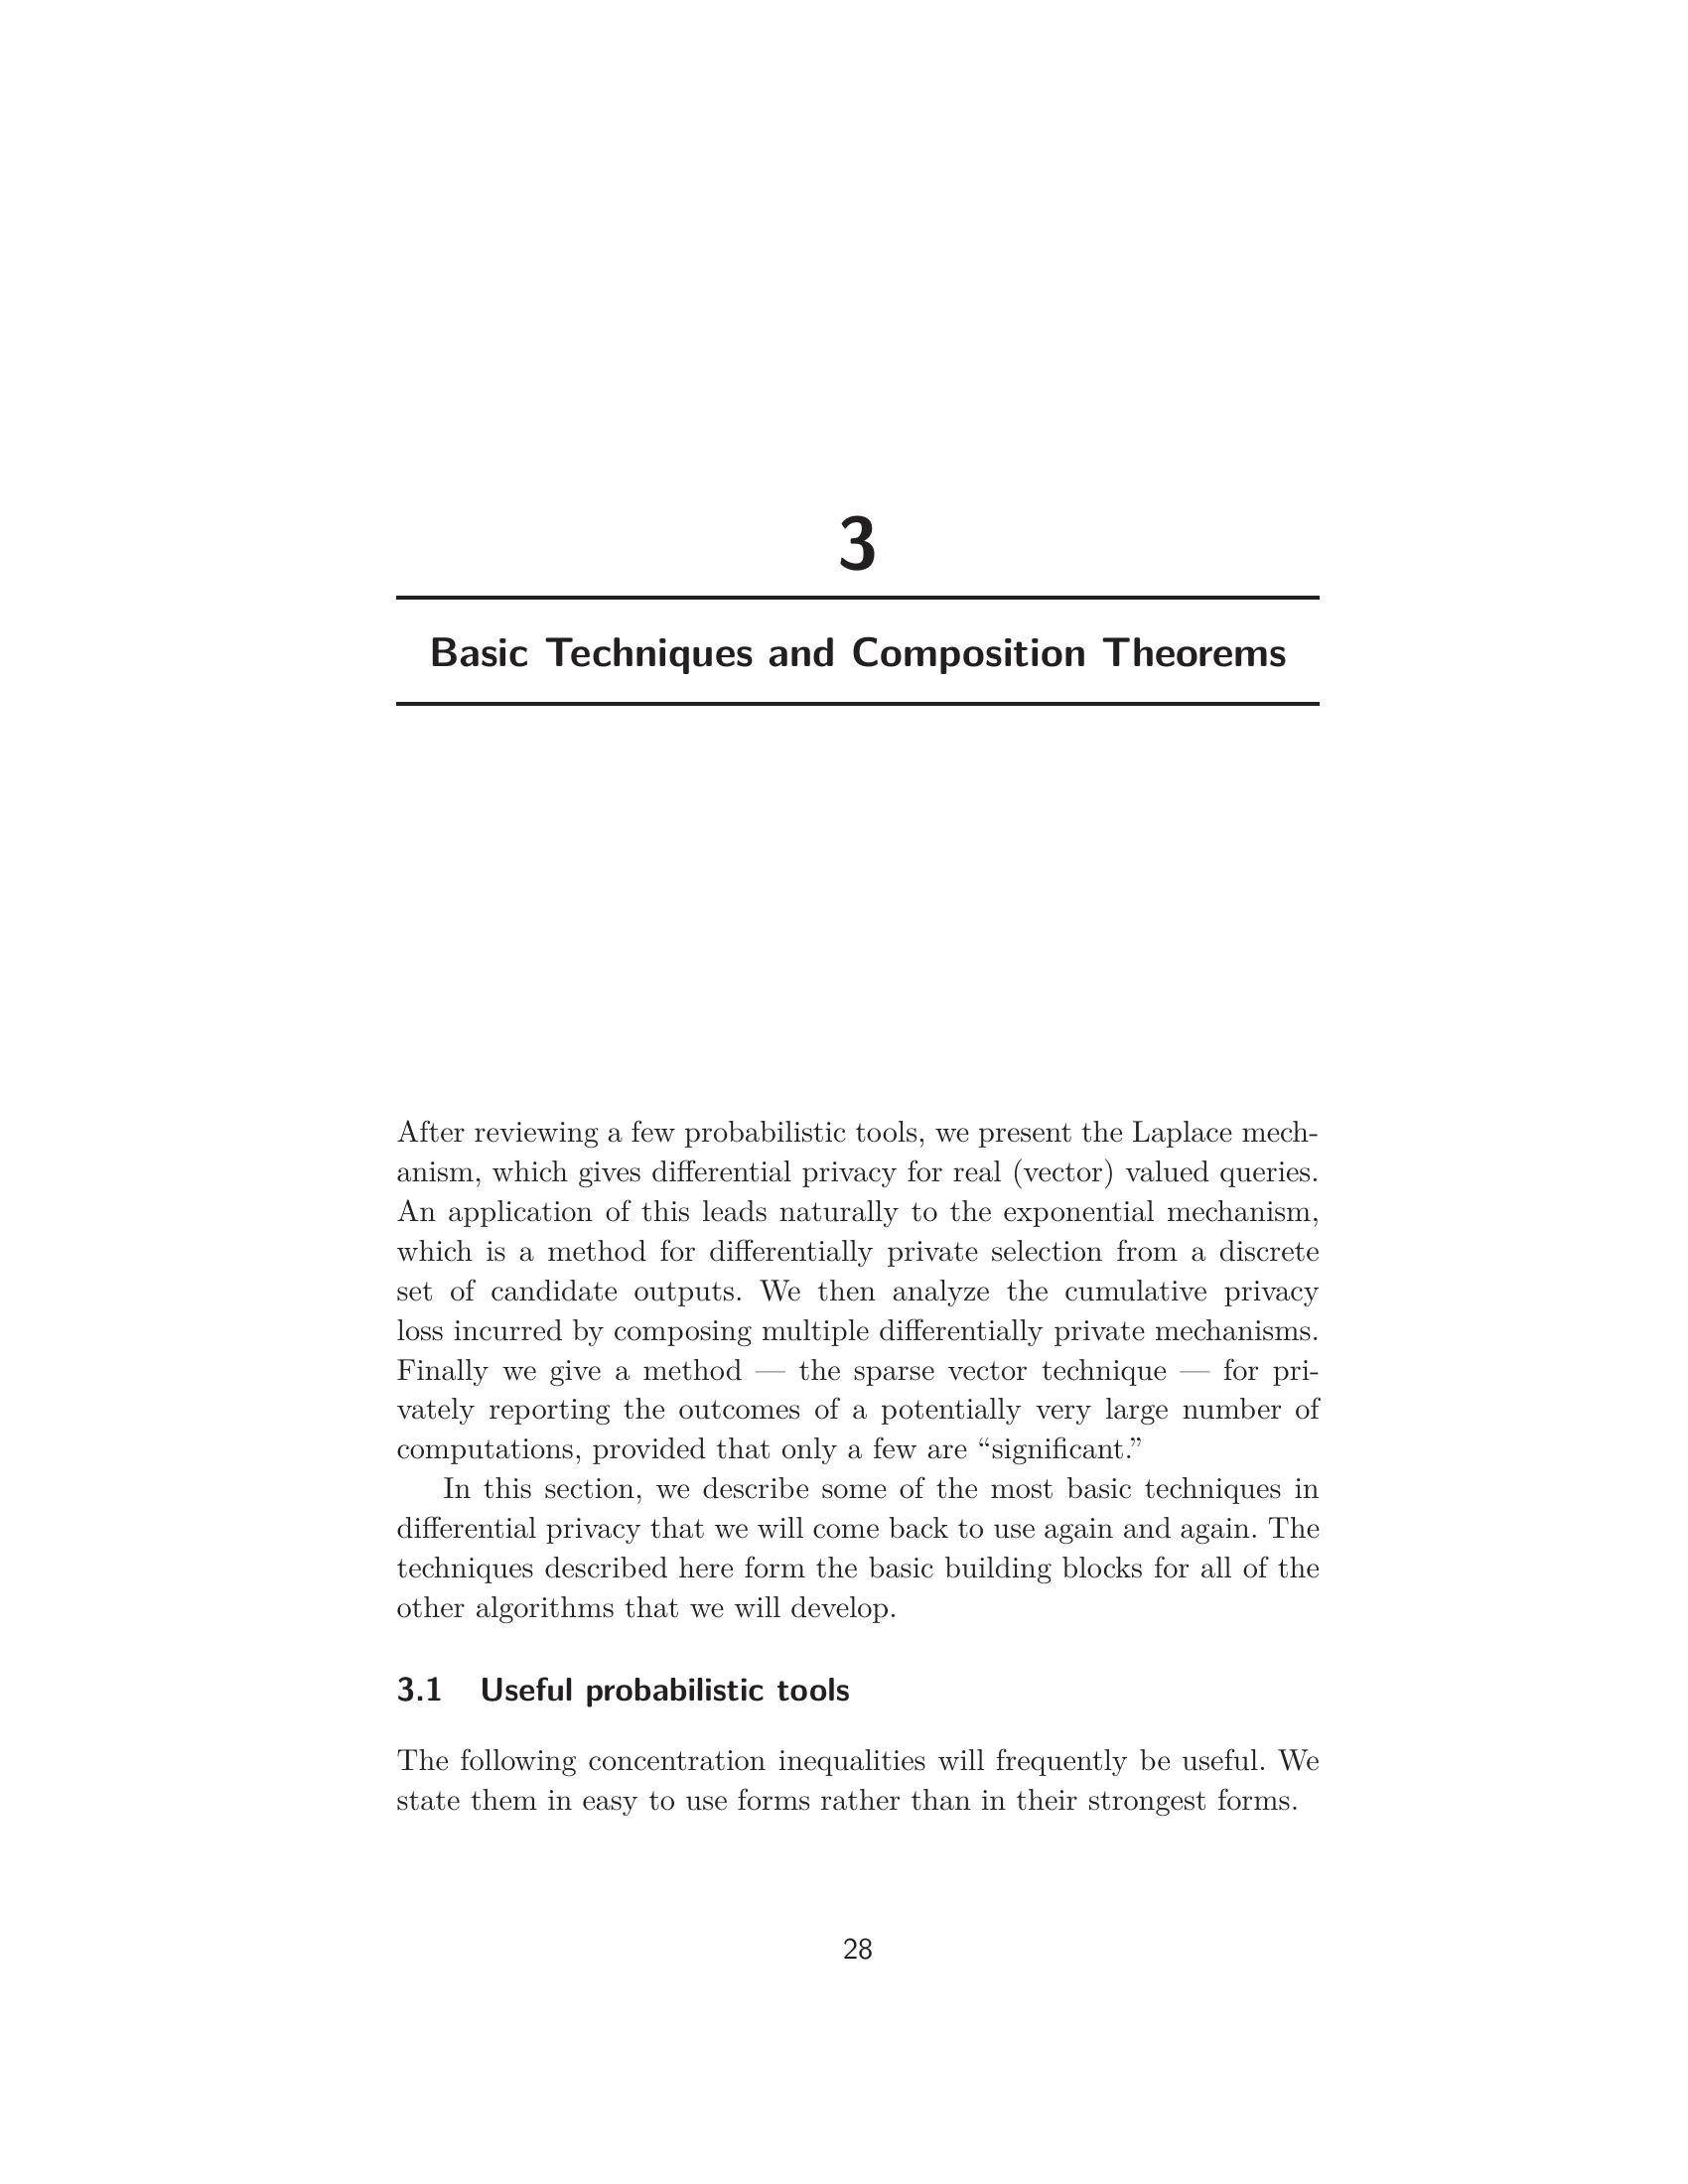 3
Basic Techniques and Composition Theorems
After reviewing a few probabilistic tools, we present the Laplace mech-
anism, which gives differential privacy for real (vector) valued queries.
An application of this leads naturally to the exponential mechanism,
which is a method for differentially private selection from a discrete
set of candidate outputs. We then analyze the cumulative privacy
loss incurred by composing multiple differentially private mechanisms.
Finally we give a method — the sparse vector technique — for pri-
vately reporting the outcomes of a potentially very large number of
computations, provided that only a few are “significant.”
In this section, we describe some of the most basic techniques in
differential privacy that we will come back to use again and again. The
techniques described here form the basic building blocks for all of the
other algorithms that we will develop.
3.1 Useful probabilistic tools
The following concentration inequalities will frequently be useful. We
state them in easy to use forms rather than in their strongest forms.
28